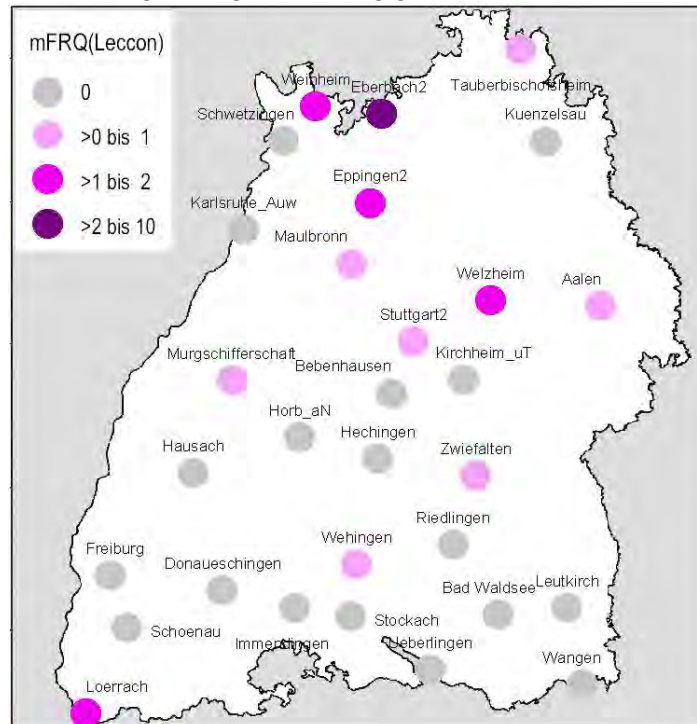 mFRQ(Leccon)
0
>0 bis 1
>1 bis 2
>2 bis 10
Tauberbischofsheim
Weinheim
Eberbach2
Schwetzingen
Kuenzelsau
Eppingen2
Karlsruhe_Auw
Maulbronn
Welzheim
Aalen
Stuttgart2
Murgschifferschaft
Bebenhausen
Kirchheim_uT
Horb_aN
Hechingen
Hausach
Zwiefalten
Riedlingen
Wehingen
Freiburg
Donaueschingen
Bad Waldsee
Leutkirch
Schoenau
Immendingen
Stockach
Ueberlingen
Wangen
Loerrach